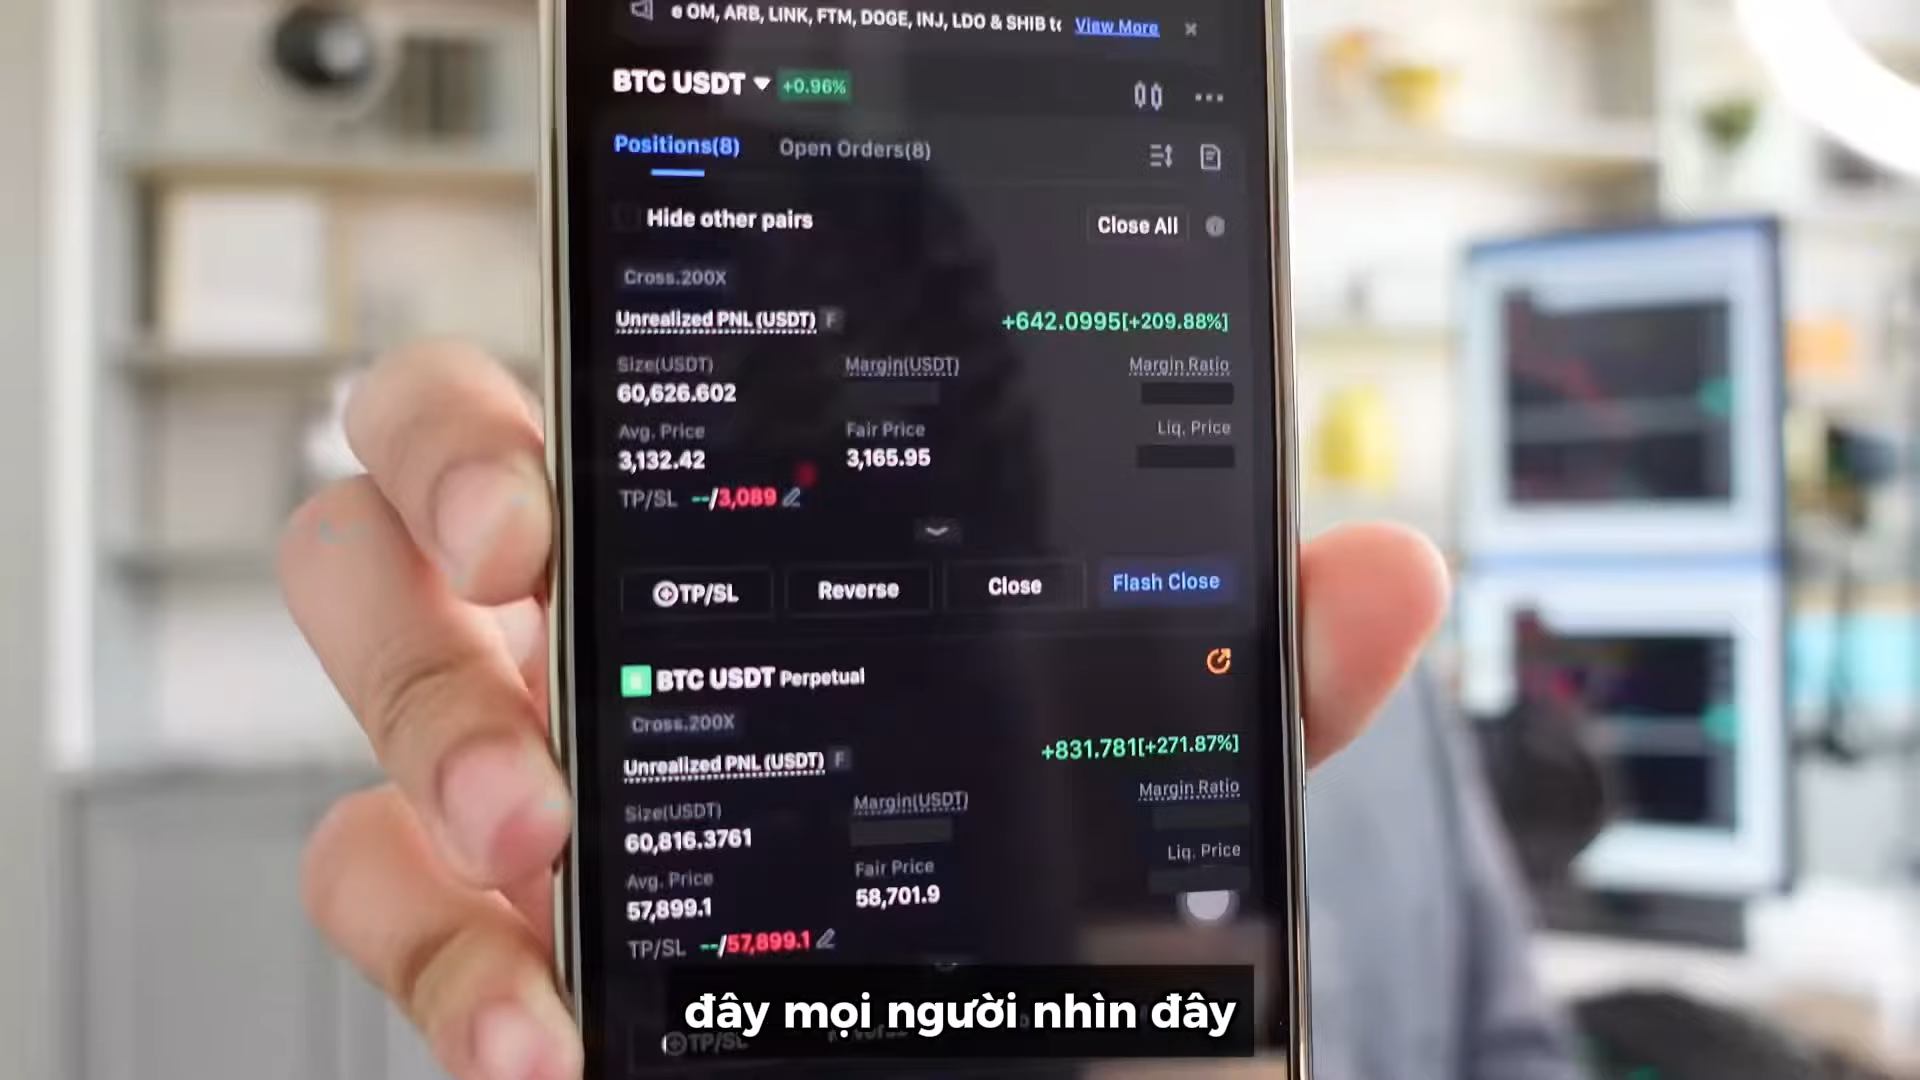 e OM, ARB, LINK, FTM, DOGE, INJ, LDO & SHIB to View More
BTC USDT +0.96%
Positions(8) Open Orders(8)
Hide other pairs Close All
Cross.200X
Unrealized PNL (USDT) F +642.0995[+209.88%]
Size(USDT) Margin(USDT) Margin Ratio
60,626.602
Avg. Price Fair Price Liq. Price
3,132.42 3,165.95
TP/SL --/3,089
TP/SL Reverse Close Flash Close
BTC USDT Perpetual
Cross.200X
Unrealized PNL (USDT) F +831.781[+271.87%]
Size(USDT) Margin(USDT) Margin Ratio
60,816.3761
Avg. Price Fair Price Liq. Price
57,899.1 58,701.9
TP/SL --/57,899.1
đây mọi người nhìn đây
TP/SL